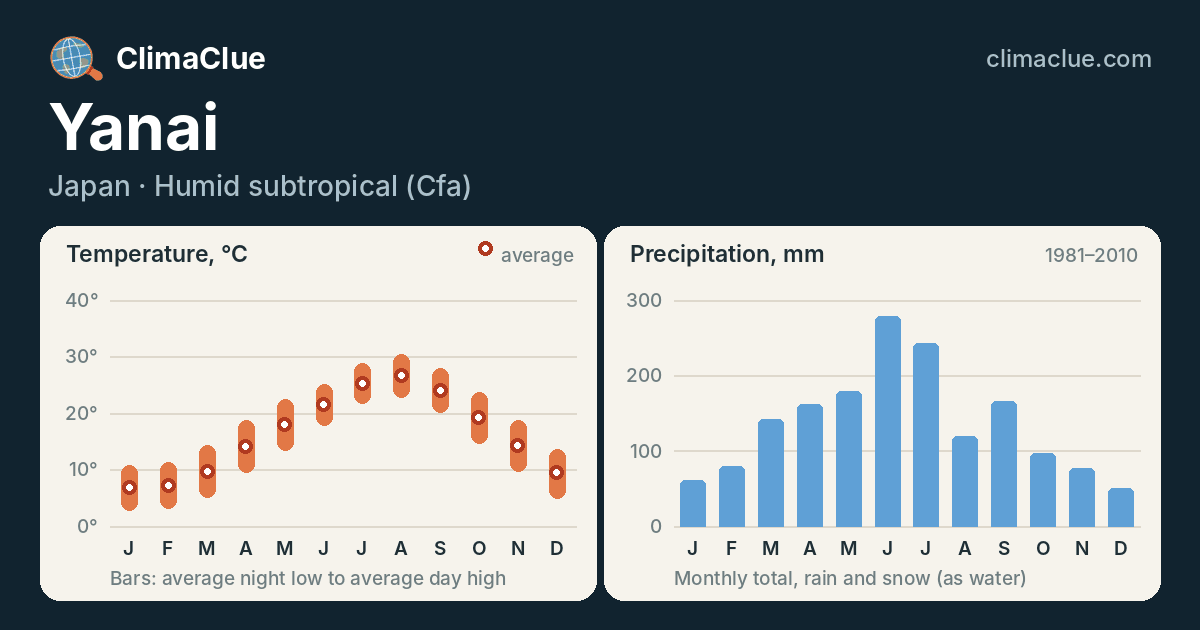 ClimaClue
climaclue.com
Yanai
Japan · Humid subtropical (Cfa)
Temperature, °C
average
40°
30°
20°
10°
0°
J F M A M J J A S O N D
Bars: average night low to average day high
Precipitation, mm
1981–2010
300
200
100
0
J F M A M J J A S O N D
Monthly total, rain and snow (as water)